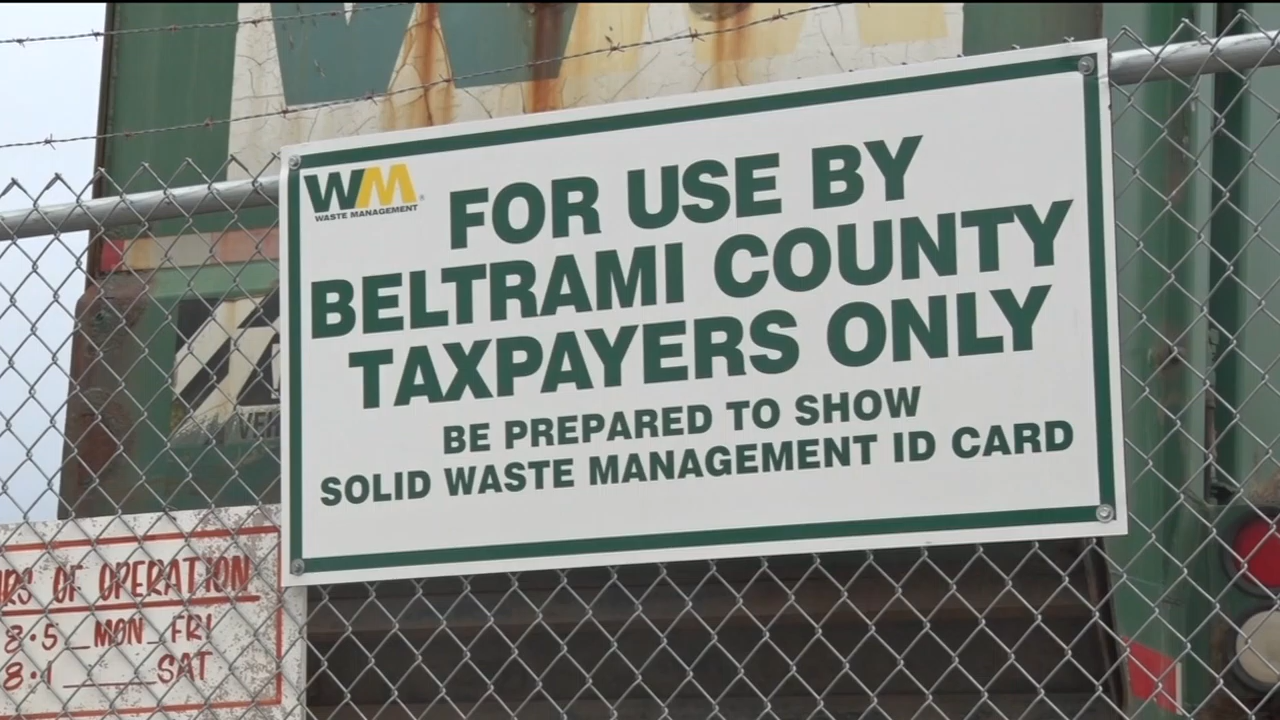 WM
WASTE MANAGEMENT
FOR USE BY
BELTRAMI COUNTY
TAXPAYERS ONLY
BE PREPARED TO SHOW
SOLID WASTE MANAGEMENT ID CARD
OF OPERATION
8·5 MON FRI
8·1 SAT